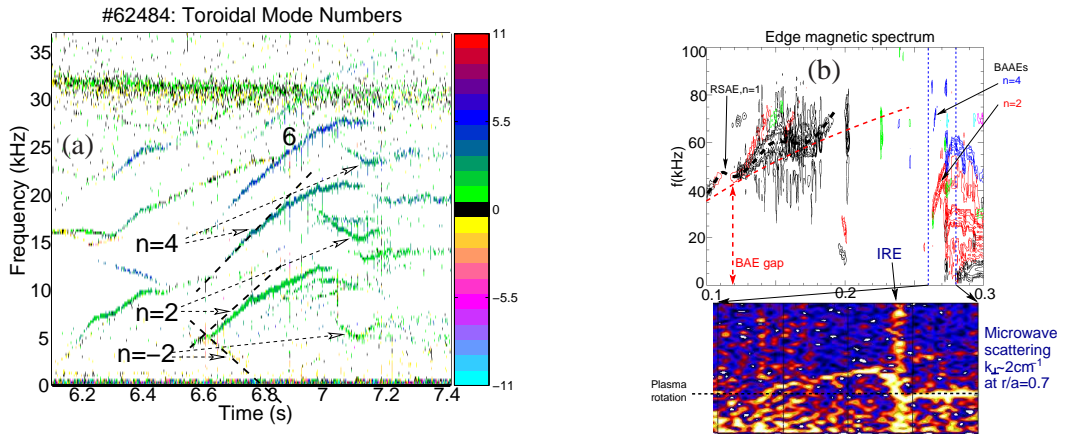 #62484: Toroidal Mode Numbers
Frequency (kHz)
35
30
25
20
15
10
5
0
(a)
6
n=4
n=2
n=−2
6.2
6.4
6.6
6.8
7
7.2
7.4
Time (s)
11
5.5
0
−5.5
−11
Edge magnetic spectrum
(b)
f(kHz)
100
80
60
40
20
0
RSAE,n=1
BAAEs
n=4
n=2
BAE gap
IRE
0.1
0.2
0.3
Plasma
rotation
Microwave
scattering
k⊥~2cm⁻¹
at r/a=0.7